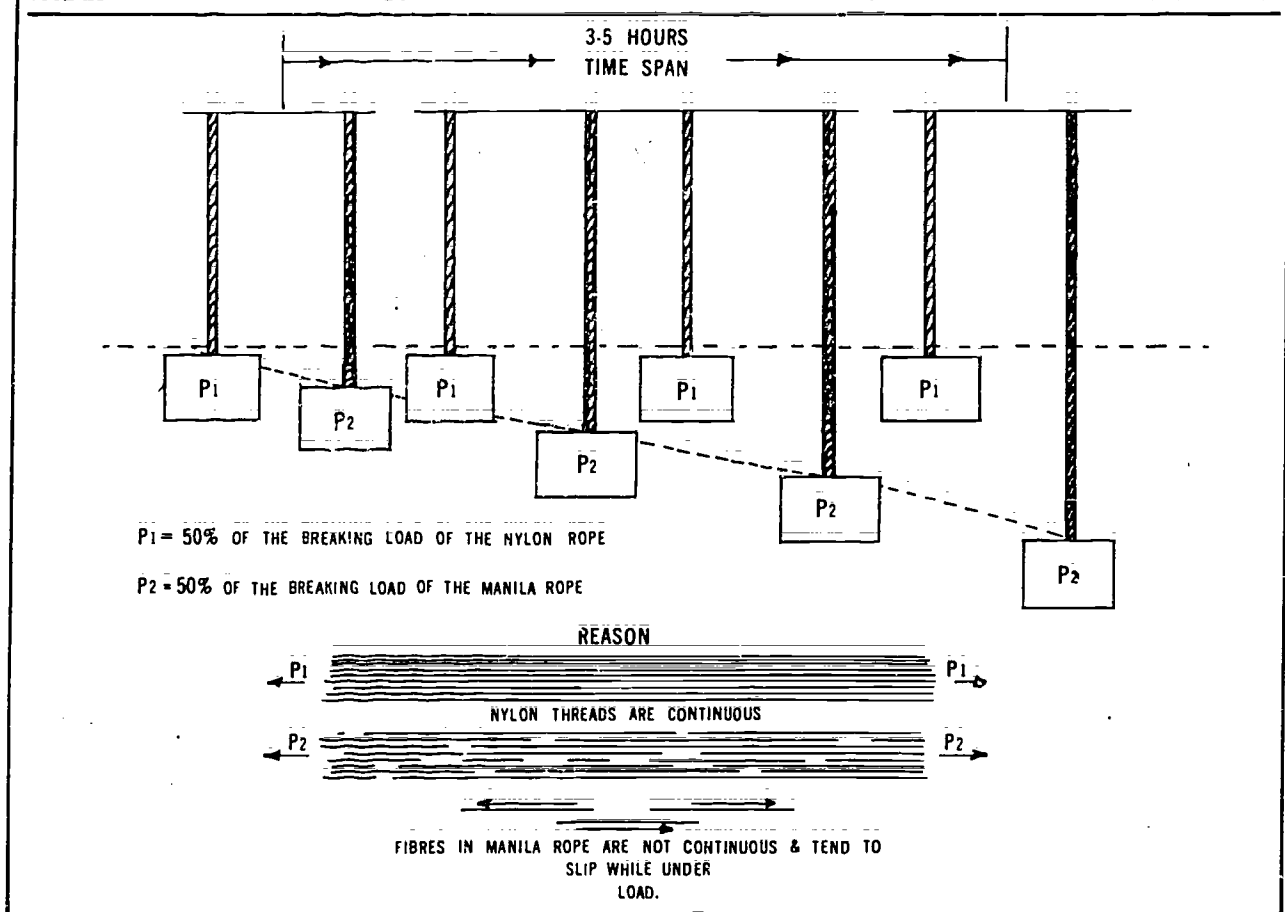 3-5 HOURS
TIME SPAN
P1
P2
P1
P2
P1
P2
P1
P2
P1 = 50% OF THE BREAKING LOAD OF THE NYLON ROPE
P2 = 50% OF THE BREAKING LOAD OF THE MANILA ROPE
REASON
P1 P1
NYLON THREADS ARE CONTINUOUS
P2 P2
FIBRES IN MANILA ROPE ARE NOT CONTINUOUS & TEND TO
SLIP WHILE UNDER
LOAD.